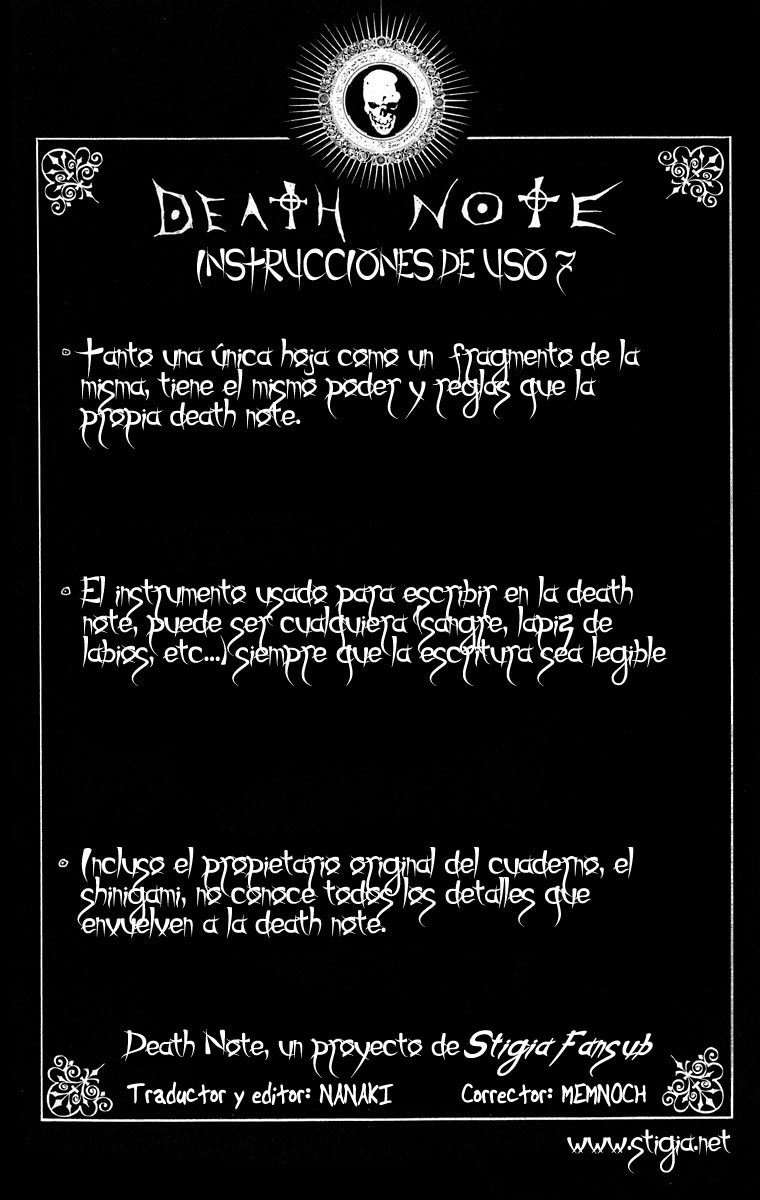 DEATH NOTE
INSTRUCCIONES DE USO 7
Tanto una única hoja como un fragmento de la
misma, tiene el mismo poder y reglas que la
propia death note.
El instrumento usado para escribir en la death
note, puede ser cualquiera (sangre, lapiz de
labios, etc...) siempre que la escritura sea legible
Incluso el propietario original del cuaderno, el
shinigami, no conoce todos los detalles que
envuelven a la death note.
Death Note, un proyecto de Stigia Fansub
Traductor y editor: NANAKI Corrector: MEMNOCH
www.stigia.net